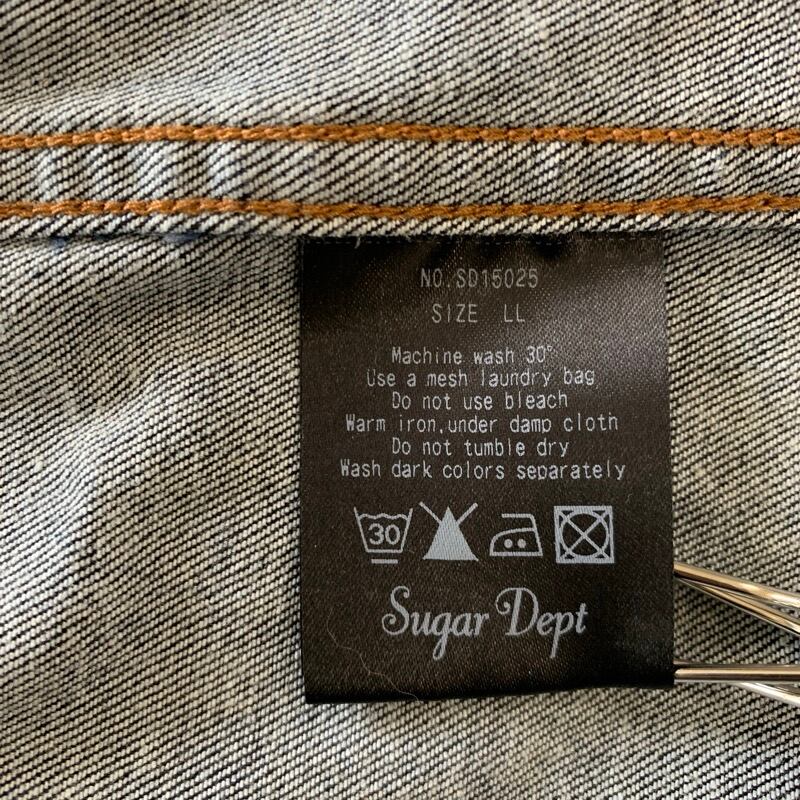 NO.SD15025
SIZE LL
Machine wash 30°
Use a mesh laundry bag
Do not use bleach
Warm iron.under damp cloth
Do not tumble dry
Wash dark colors separately
30
Sugar Dept